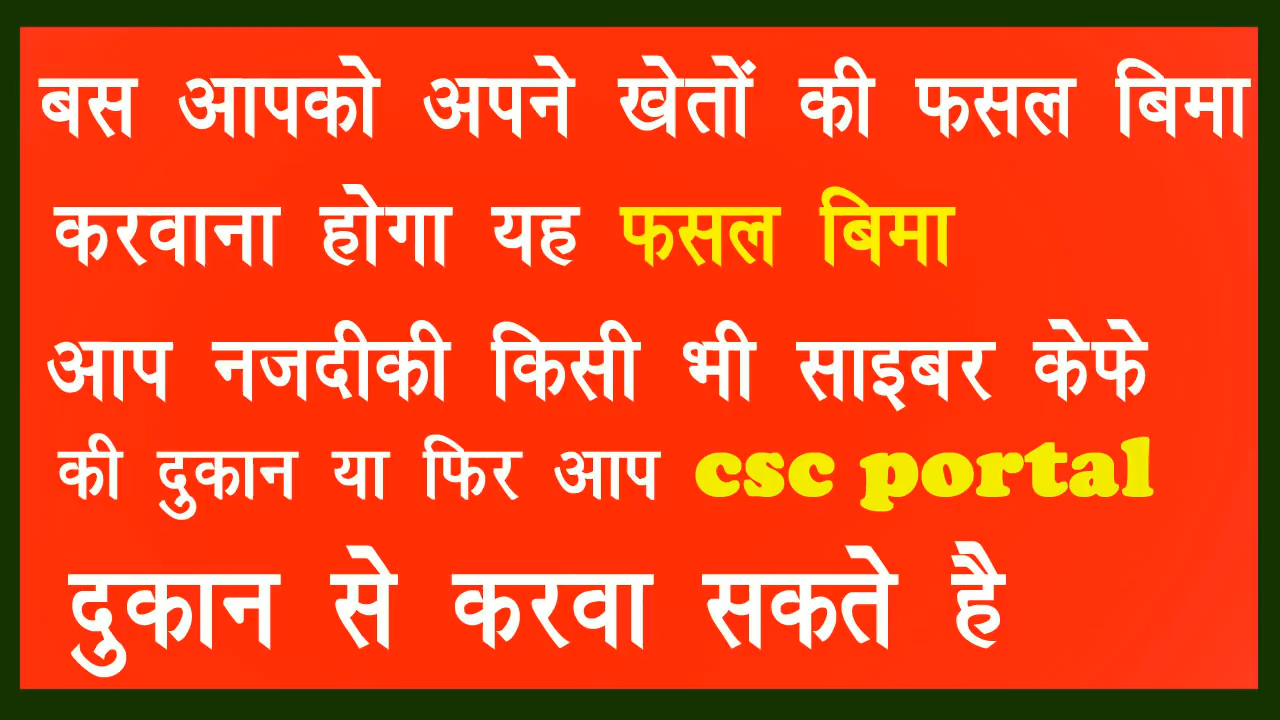 बस आपको अपने खेतों की फसल बिमा
करवाना होगा यह फसल बिमा
आप नजदीकी किसी भी साइबर केफे
की दुकान या फिर आप csc portal
दुकान से करवा सकते है